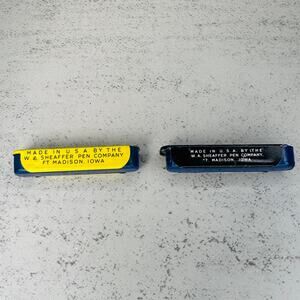 MADE IN U.S.A BY THE
W.A. SHEAFFER PEN COMPANY,
FT. MADISON, IOWA
MADE IN U.S.A. BY THE
W.A. SHEAFFER PEN COMPANY,
FT. MADISON, IOWA